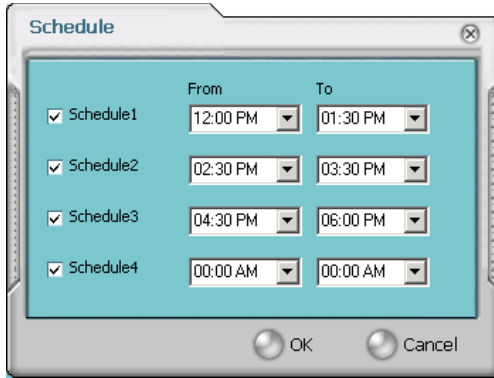 Schedule
From To
Schedule1 12:00 PM 01:30 PM
Schedule2 02:30 PM 03:30 PM
Schedule3 04:30 PM 06:00 PM
Schedule4 00:00 AM 00:00 AM
OK Cancel